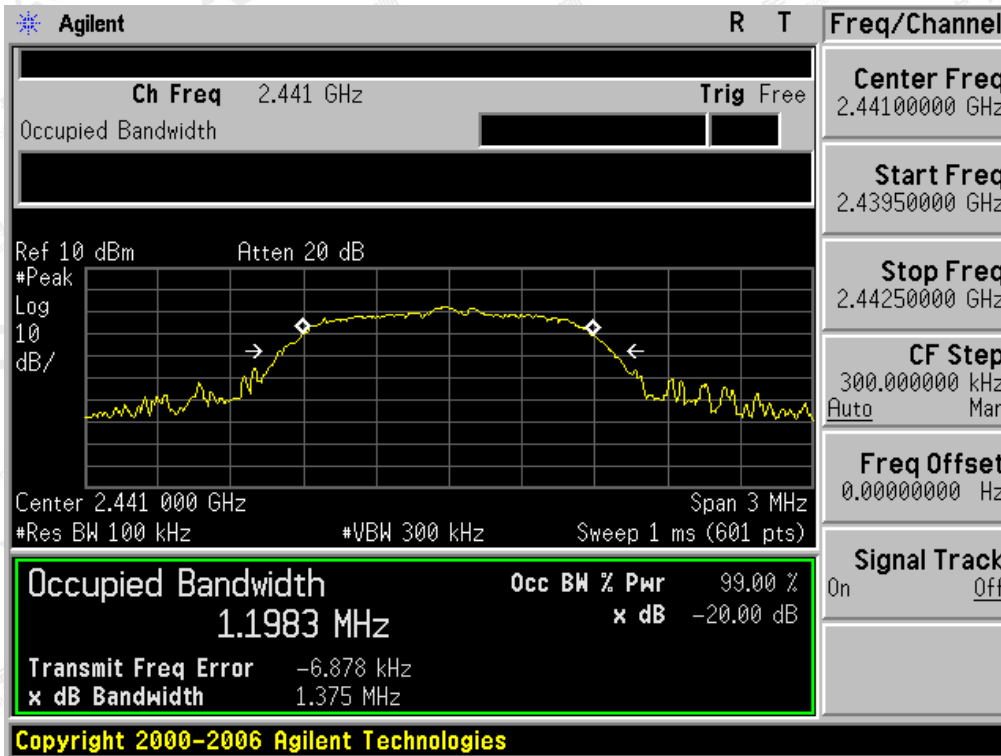 Agilent R T Freq/Channel
Ch Freq 2.441 GHz Trig Free
Occupied Bandwidth
Center Freq
2.44100000 GHz
Start Freq
2.43950000 GHz
Stop Freq
2.44250000 GHz
CF Step
300.000000 kHz
Auto Man
Freq Offset
0.00000000 Hz
Signal Track
On Off
Ref 10 dBm Atten 20 dB
#Peak
Log
10
dB/
Center 2.441 000 GHz Span 3 MHz
#Res BW 100 kHz #VBW 300 kHz Sweep 1 ms (601 pts)
Occupied Bandwidth Occ BW % Pwr 99.00 %
1.1983 MHz x dB -20.00 dB
Transmit Freq Error -6.878 kHz
x dB Bandwidth 1.375 MHz
Copyright 2000-2006 Agilent Technologies